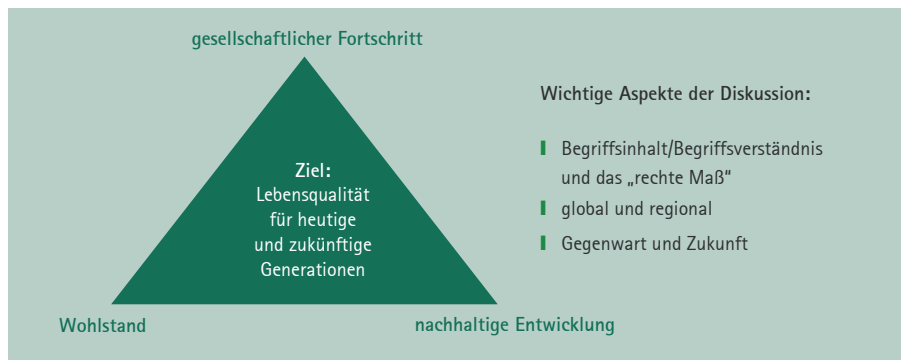 gesellschaftlicher Fortschritt
Ziel:
Lebensqualität
für heutige
und zukünftige
Generationen
Wohlstand
nachhaltige Entwicklung
Wichtige Aspekte der Diskussion:
Begriffsinhalt/Begriffsverständnis
und das „rechte Maß“
global und regional
Gegenwart und Zukunft